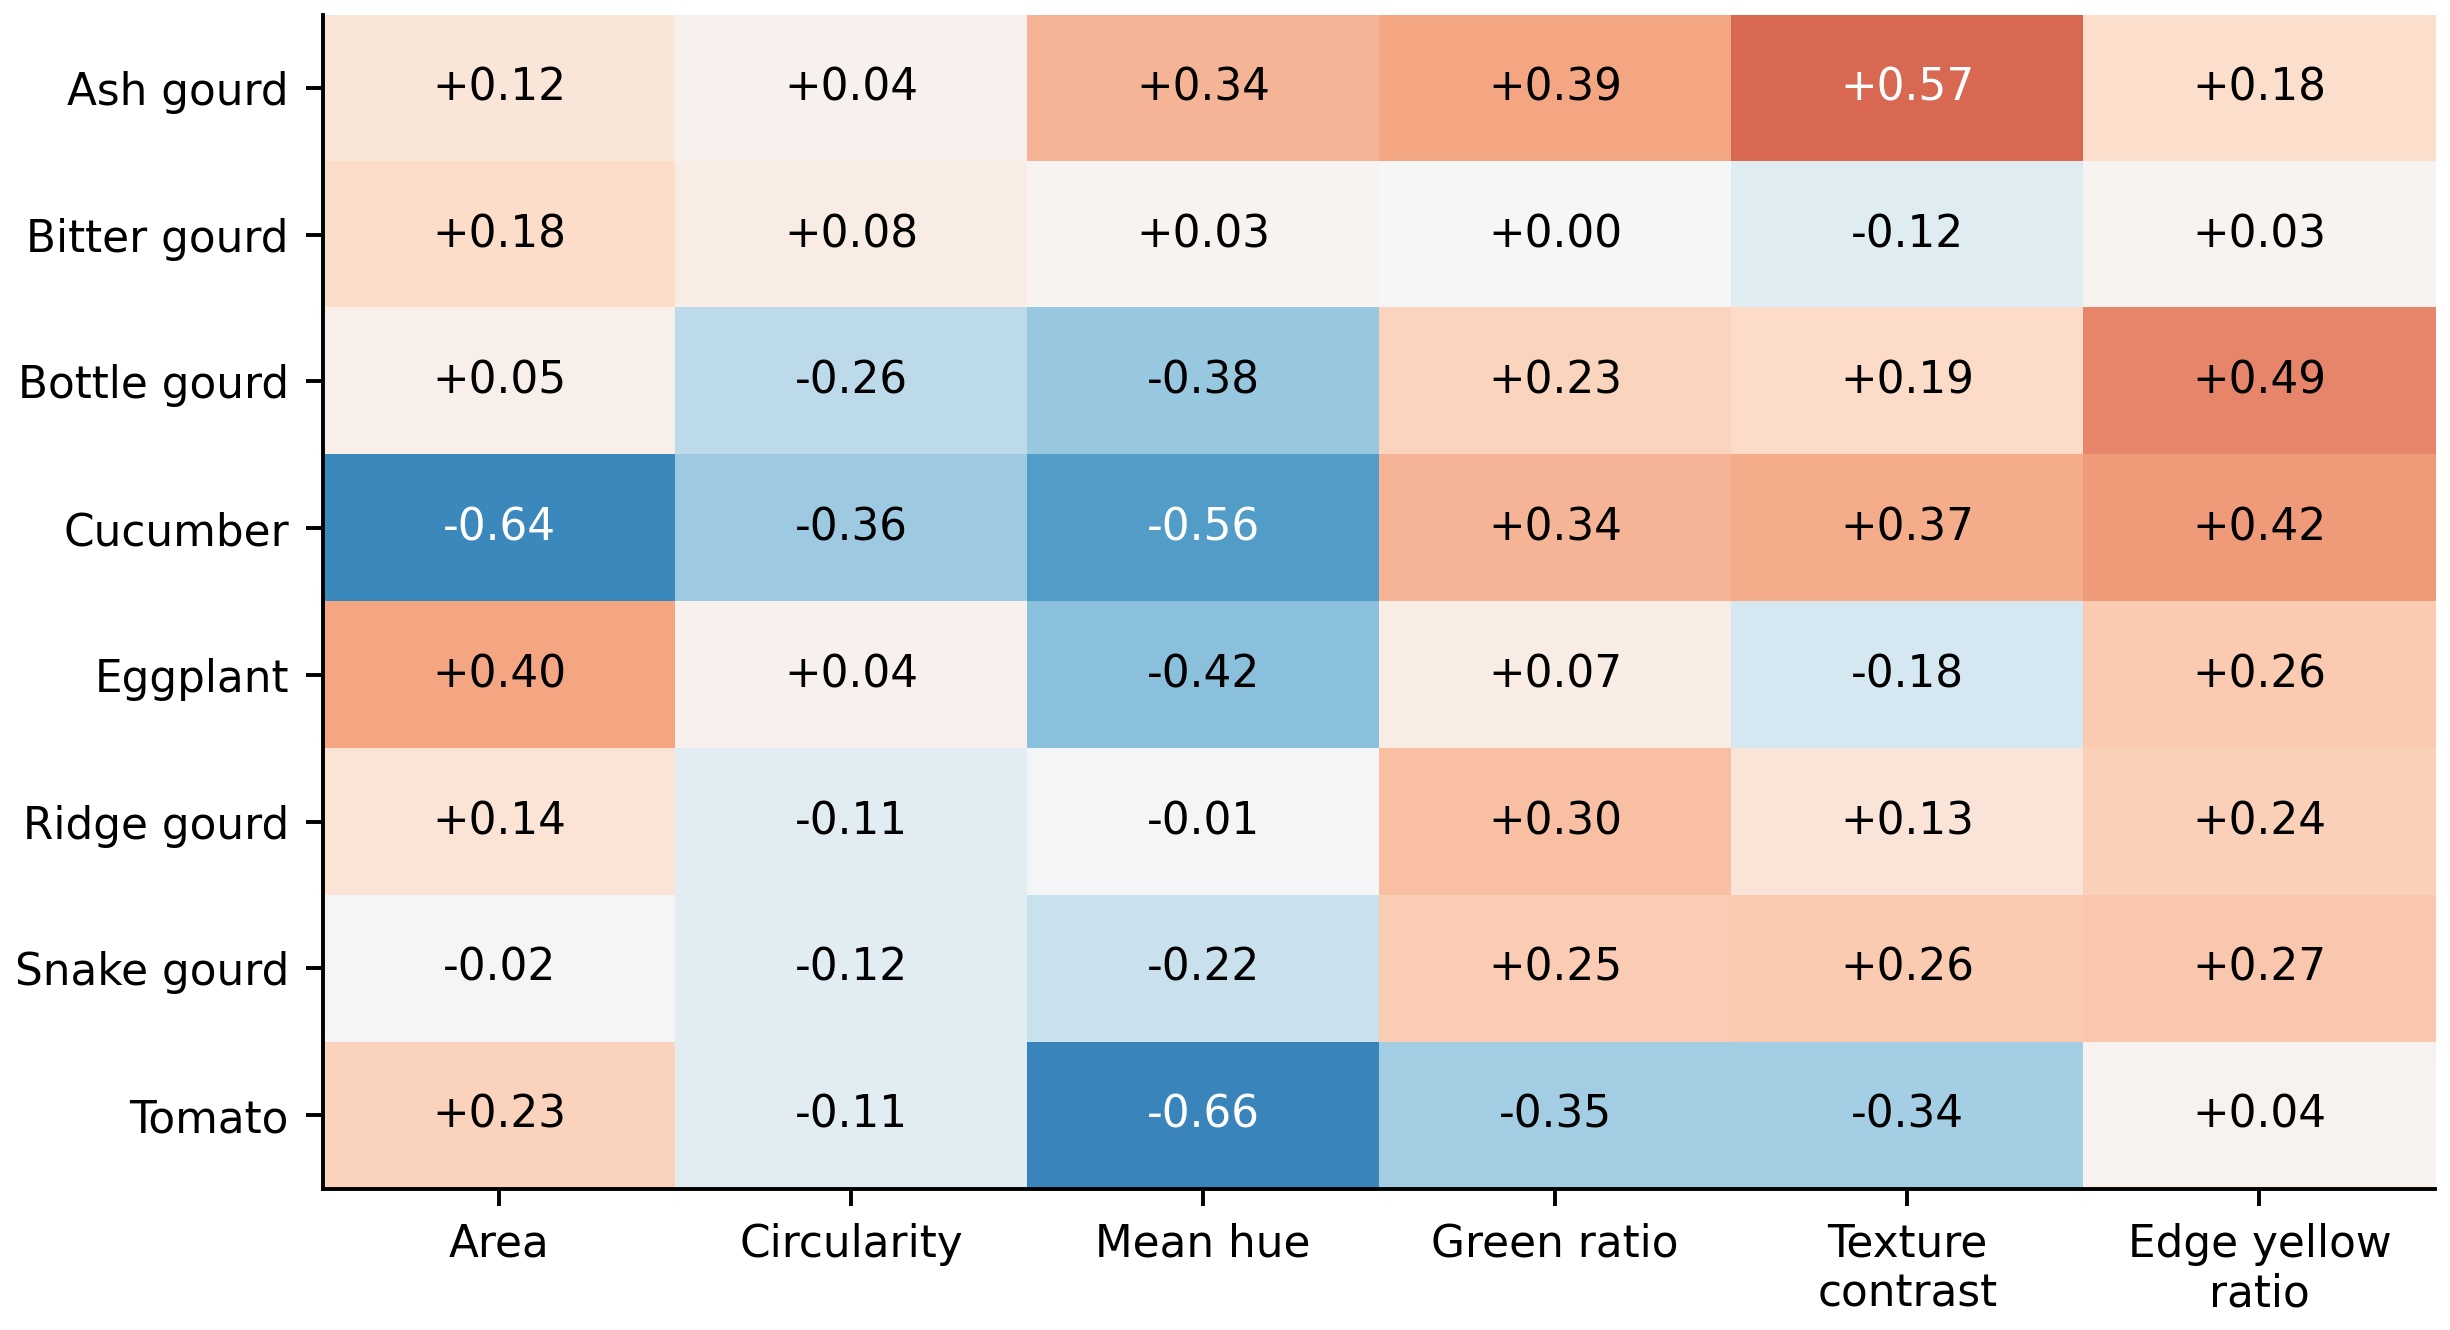 Ash gourd +0.12 +0.04 +0.34 +0.39 +0.57 +0.18
Bitter gourd +0.18 +0.08 +0.03 +0.00 -0.12 +0.03
Bottle gourd +0.05 -0.26 -0.38 +0.23 +0.19 +0.49
Cucumber -0.64 -0.36 -0.56 +0.34 +0.37 +0.42
Eggplant +0.40 +0.04 -0.42 +0.07 -0.18 +0.26
Ridge gourd +0.14 -0.11 -0.01 +0.30 +0.13 +0.24
Snake gourd -0.02 -0.12 -0.22 +0.25 +0.26 +0.27
Tomato +0.23 -0.11 -0.66 -0.35 -0.34 +0.04
Area Circularity Mean hue Green ratio Texture Edge yellow
contrast ratio